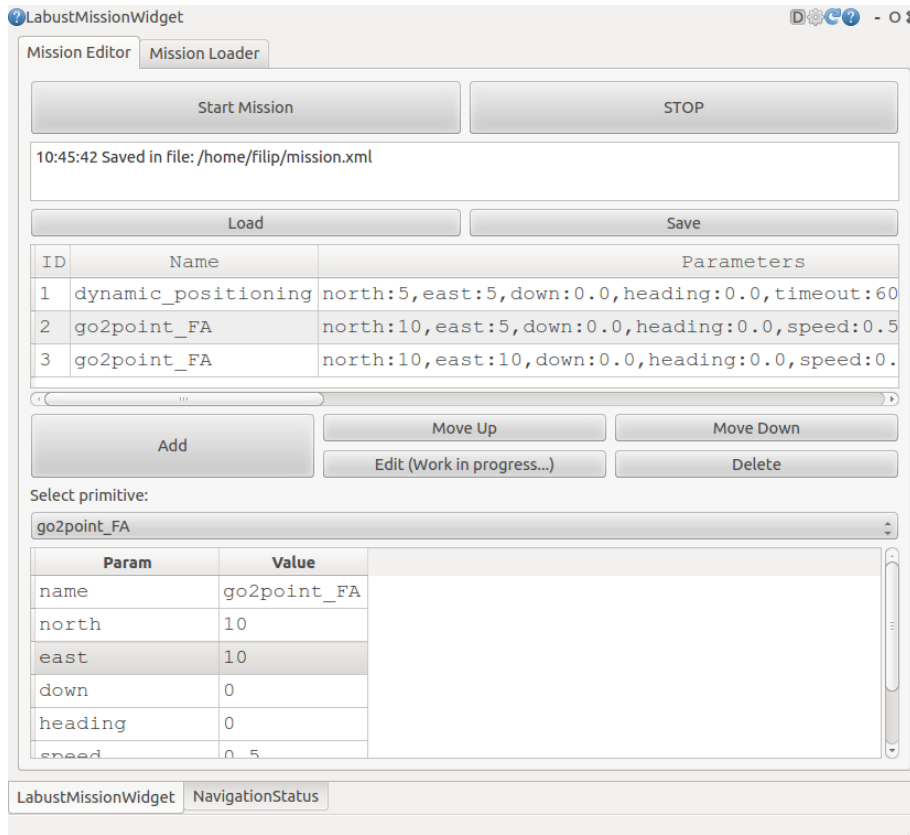 LabustMissionWidget D - O
Mission Editor Mission Loader
Start Mission STOP
10:45:42 Saved in file: /home/filip/mission.xml
Load Save
ID Name Parameters
1 dynamic_positioning north:5,east:5,down:0.0,heading:0.0,timeout:60
2 go2point_FA north:10,east:5,down:0.0,heading:0.0,speed:0.5
3 go2point_FA north:10,east:10,down:0.0,heading:0.0,speed:0.
Add Move Up Move Down
Edit (Work in progress...) Delete
Select primitive:
go2point_FA
Param Value
name go2point_FA
north 10
east 10
down 0
heading 0
speed 0.5
LabustMissionWidget NavigationStatus